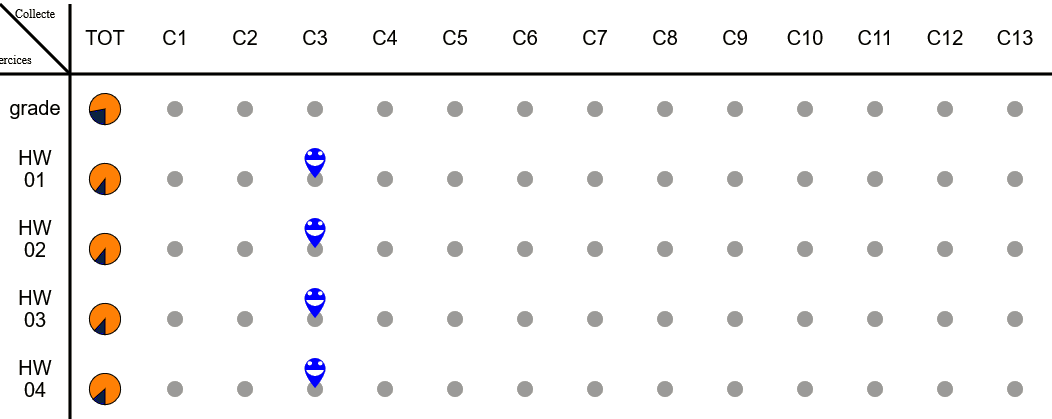 Collecte
ercices
TOT C1 C2 C3 C4 C5 C6 C7 C8 C9 C10 C11 C12 C13
grade
HW
01
HW
02
HW
03
HW
04